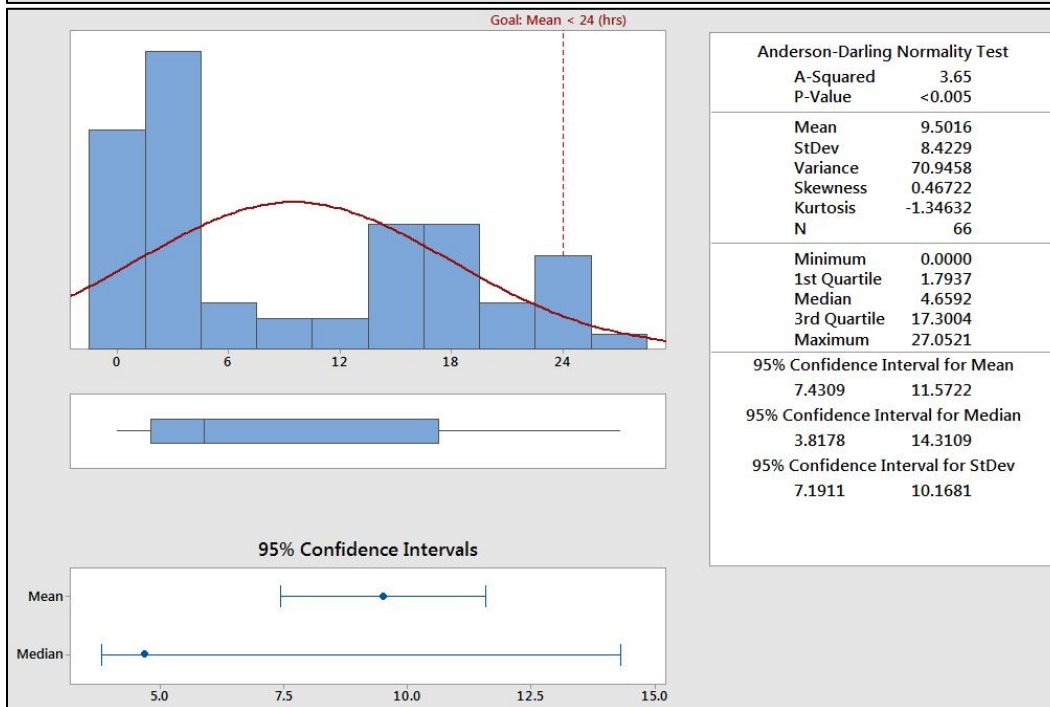 Goal: Mean < 24 (hrs)
0 6 12 18 24
95% Confidence Intervals
Mean
Median
5.0 7.5 10.0 12.5 15.0
Anderson-Darling Normality Test
A-Squared 3.65
P-Value <0.005
Mean 9.5016
StDev 8.4229
Variance 70.9458
Skewness 0.46722
Kurtosis -1.34632
N 66
Minimum 0.0000
1st Quartile 1.7937
Median 4.6592
3rd Quartile 17.3004
Maximum 27.0521
95% Confidence Interval for Mean
7.4309 11.5722
95% Confidence Interval for Median
3.8178 14.3109
95% Confidence Interval for StDev
7.1911 10.1681